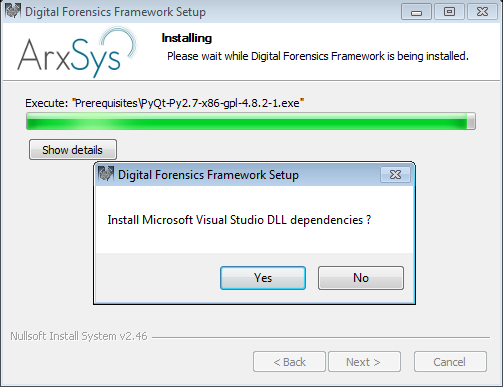 Digital Forensics Framework Setup
ArxSys
Installing
Please wait while Digital Forensics Framework is being installed.
Execute: "Prerequisites\PyQt-Py2.7-x86-gpl-4.8.2-1.exe"
Show details
Digital Forensics Framework Setup
Install Microsoft Visual Studio DLL dependencies ?
Yes No
Nullsoft Install System v2.46
< Back Next > Cancel